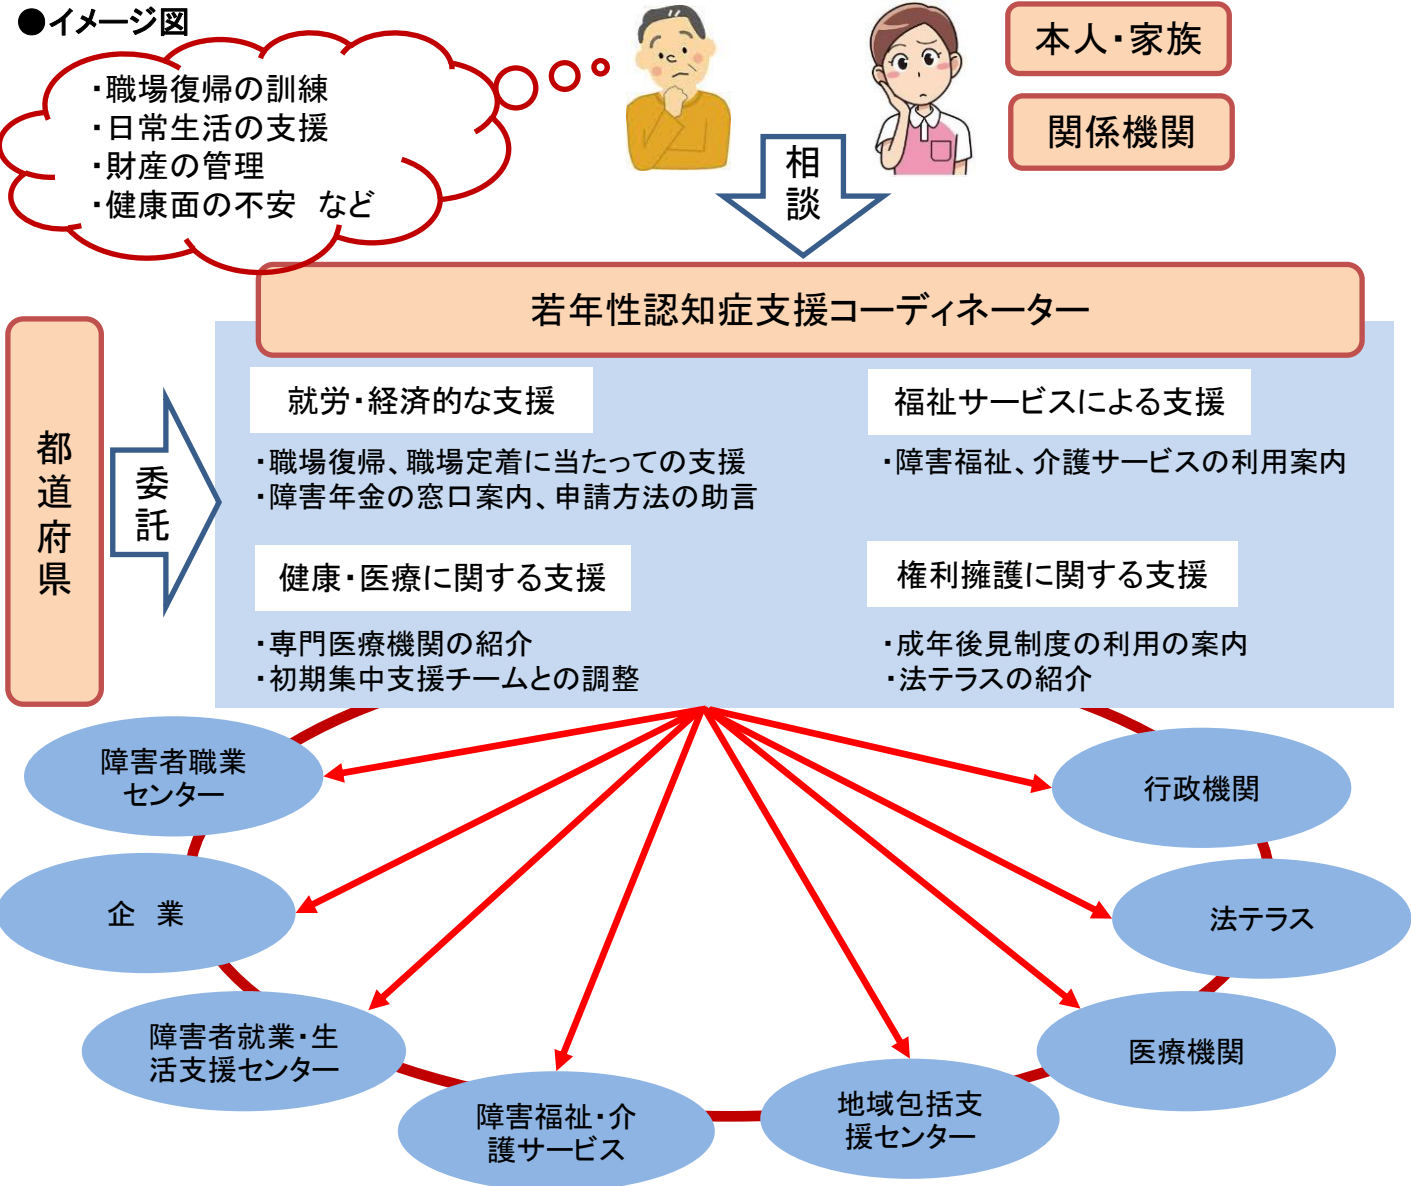 ●イメージ図
・職場復帰の訓練
・日常生活の支援
・財産の管理
・健康面の不安　など
本人・家族
関係機関
相談
若年性認知症支援コーディネーター
都道府県
委託
就労・経済的な支援
・職場復帰、職場定着に当たっての支援
・障害年金の窓口案内、申請方法の助言
福祉サービスによる支援
・障害福祉、介護サービスの利用案内
健康・医療に関する支援
・専門医療機関の紹介
・初期集中支援チームとの調整
権利擁護に関する支援
・成年後見制度の利用の案内
・法テラスの紹介
障害者職業
センター
企　業
障害者就業・生
活支援センター
障害福祉・介
護サービス
地域包括支
援センター
医療機関
法テラス
行政機関